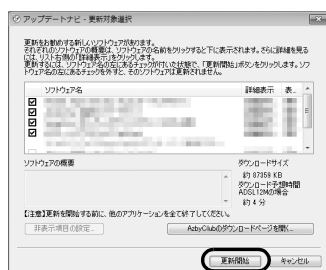 アップデートナビ - 更新対象選択
更新をお勧めする新しいソフトウェアがあります。
それぞれのソフトウェアの概要は、ソフトウェアの名前をクリックすると下に表示されます。さらに詳細を見る
には、リスト右側の「詳細表示」をクリックします。
更新するには、ソフトウェア名の左にあるチェックが付いた状態で、「更新開始」ボタンをクリックします。ソフ
トウェア名の左にあるチェックを外すと、そのソフトウェアは更新されません。
ソフトウェア名 詳細表示 表...
ソフトウェアの概要
ダウンロードサイズ
約 87359 KB
ダウンロード予想時間
ADSL12Mの場合
約 4 分
【注意】更新を開始する前に、他のアプリケーションを全て終了してください。
非表示項目の設定...
AzbyClubのダウンロードページを開く...
更新開始
キャンセル